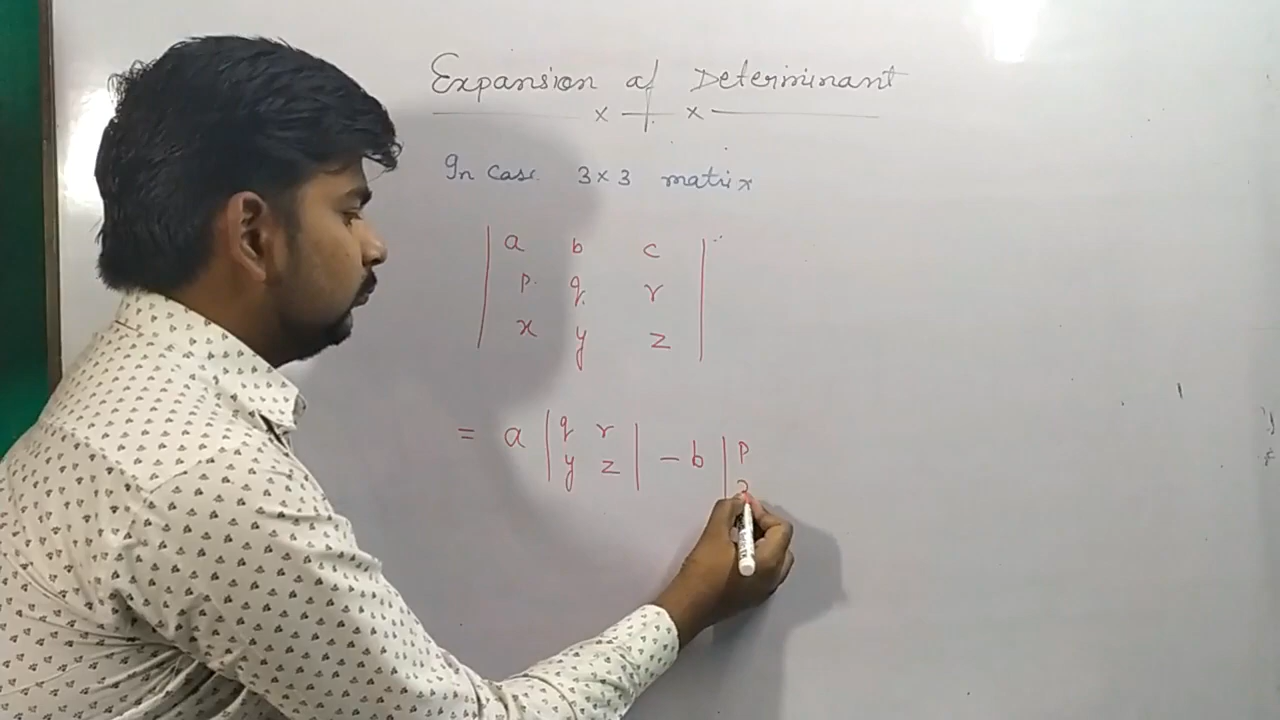 Expansion of Determinant
x + x
In case 3×3 matrix
| a b c |
| p q r |
| x y z |
= a | q r | - b | p
y z